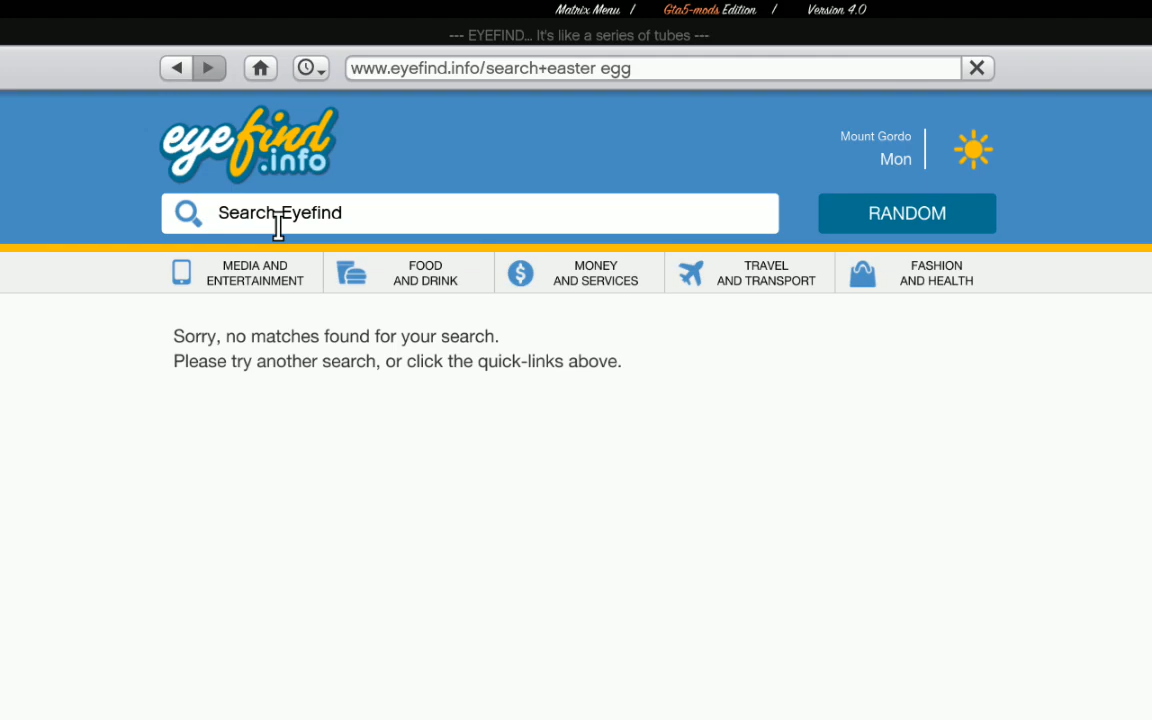 Matrix Menu / Gta5-mods Edition / Version 4.0
--- EYEFIND... It's like a series of tubes ---
www.eyefind.info/search+easter egg
eyefind
.info
Mount Gordo
Mon
Search Eyefind
RANDOM
MEDIA AND
ENTERTAINMENT
FOOD
AND DRINK
MONEY
AND SERVICES
TRAVEL
AND TRANSPORT
FASHION
AND HEALTH
Sorry, no matches found for your search.
Please try another search, or click the quick-links above.